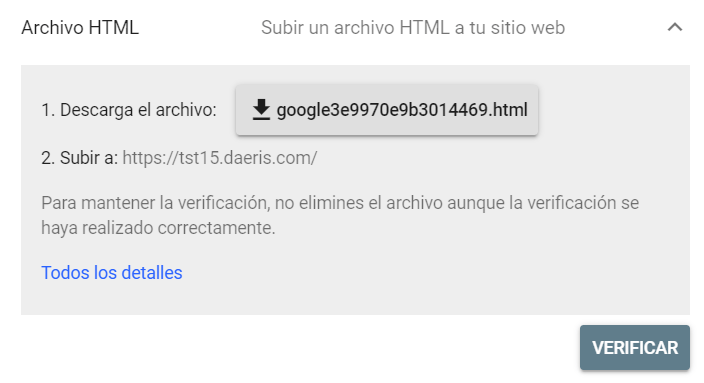 Archivo HTML
Subir un archivo HTML a tu sitio web
1. Descarga el archivo:
google3e9970e9b3014469.html
2. Subir a: https://tst15.daeris.com/
Para mantener la verificación, no elimines el archivo aunque la verificación se
haya realizado correctamente.
Todos los detalles
VERIFICAR